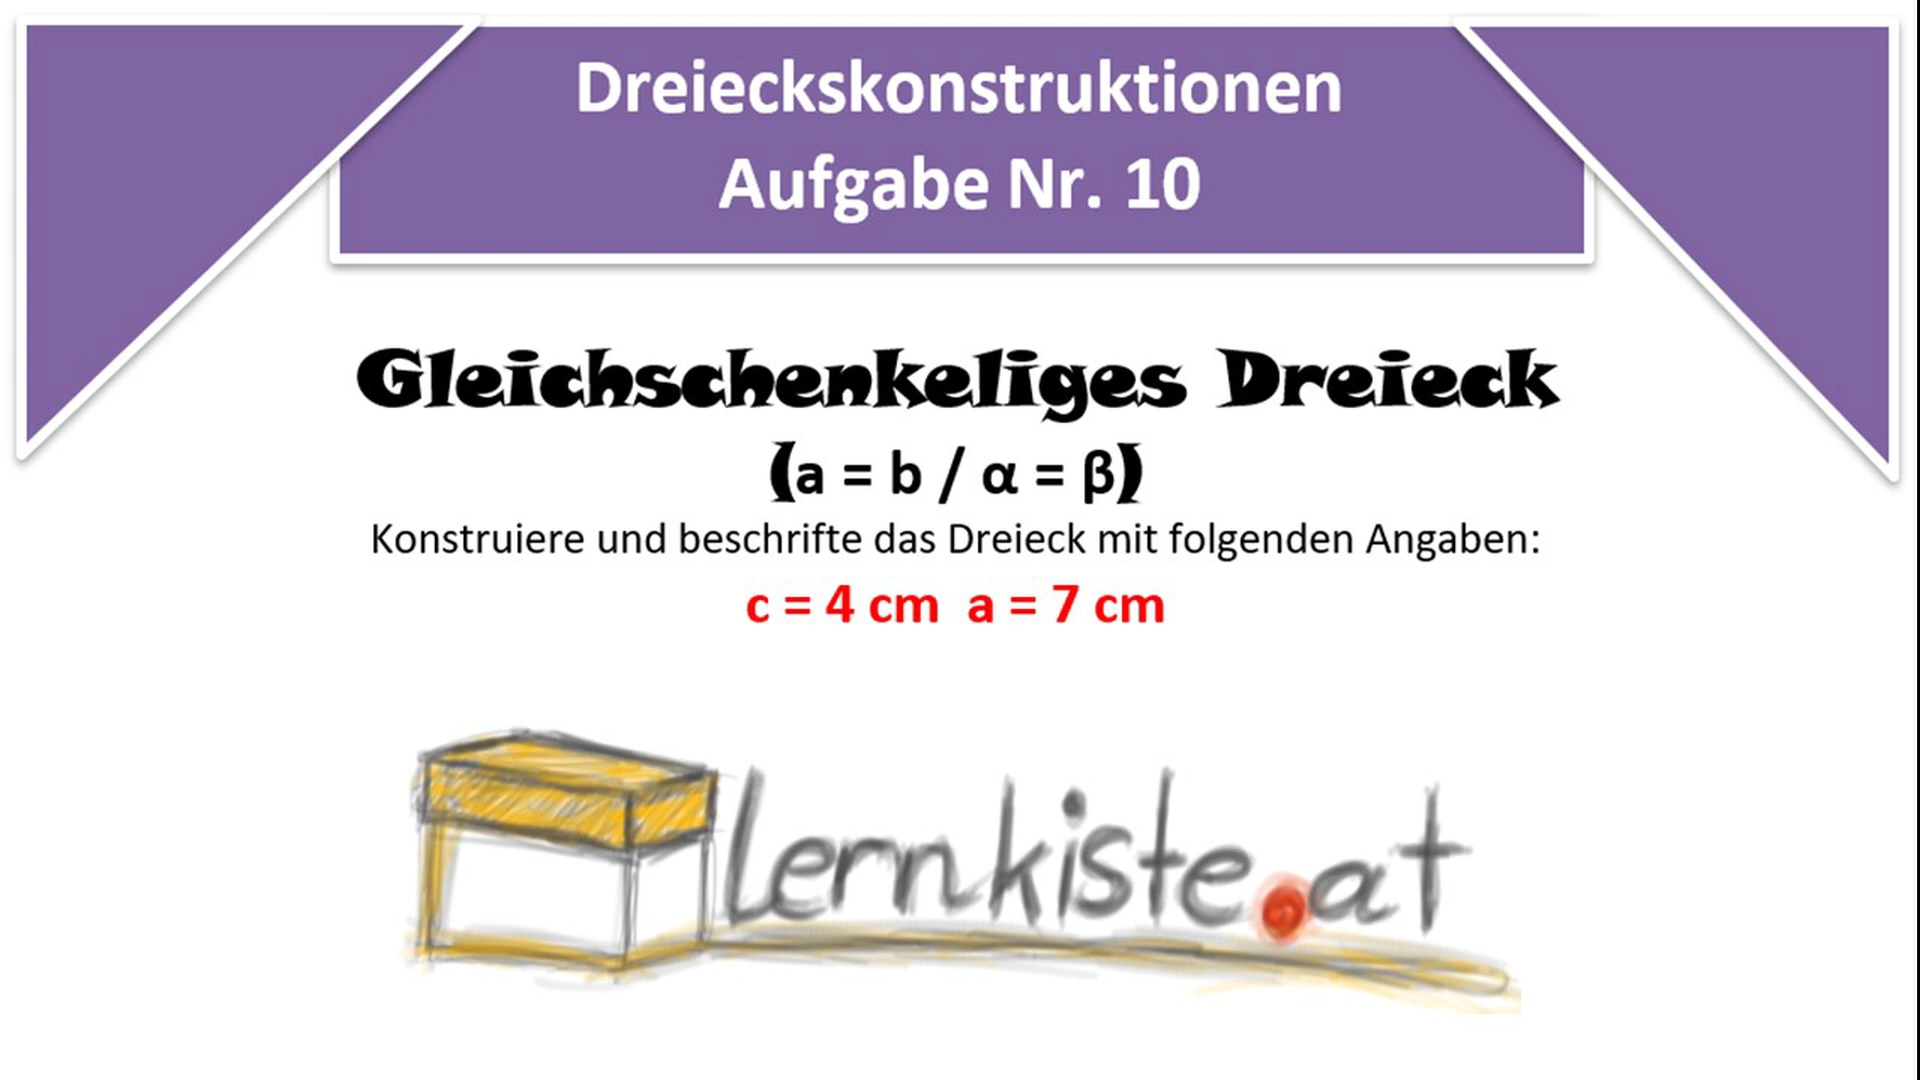 Dreieckskonstruktionen
Aufgabe Nr. 10
Gleichschenkeliges Dreieck
(a = b / α = β)
Konstruiere und beschrifte das Dreieck mit folgenden Angaben:
c = 4 cm  a = 7 cm
lernkiste.at